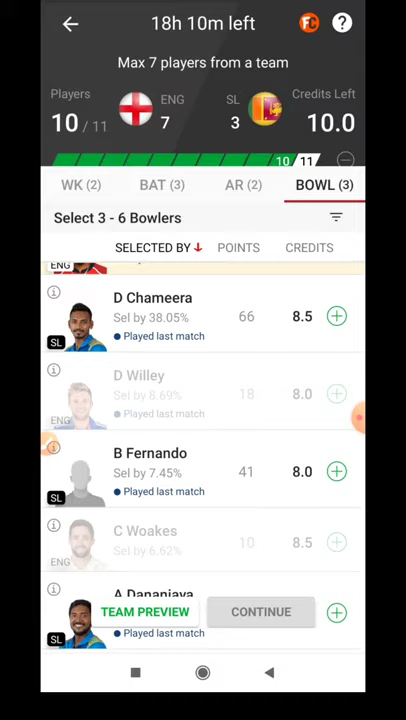 18h 10m left
FC
?
Max 7 players from a team
Players
ENG
SL
Credits Left
10 / 11
7
3
10.0
10
11
WK (2)
BAT (3)
AR (2)
BOWL (3)
Select 3 - 6 Bowlers
SELECTED BY
POINTS
CREDITS
ENG
D Chameera
Sel by 38.05%
66
8.5
Played last match
SL
D Willey
Sel by 8.69%
18
8.0
Played last match
ENG
B Fernando
Sel by 7.45%
41
8.0
Played last match
SL
C Woakes
Sel by 6.62%
10
8.5
ENG
A Dananjaya
TEAM PREVIEW
CONTINUE
Played last match
SL